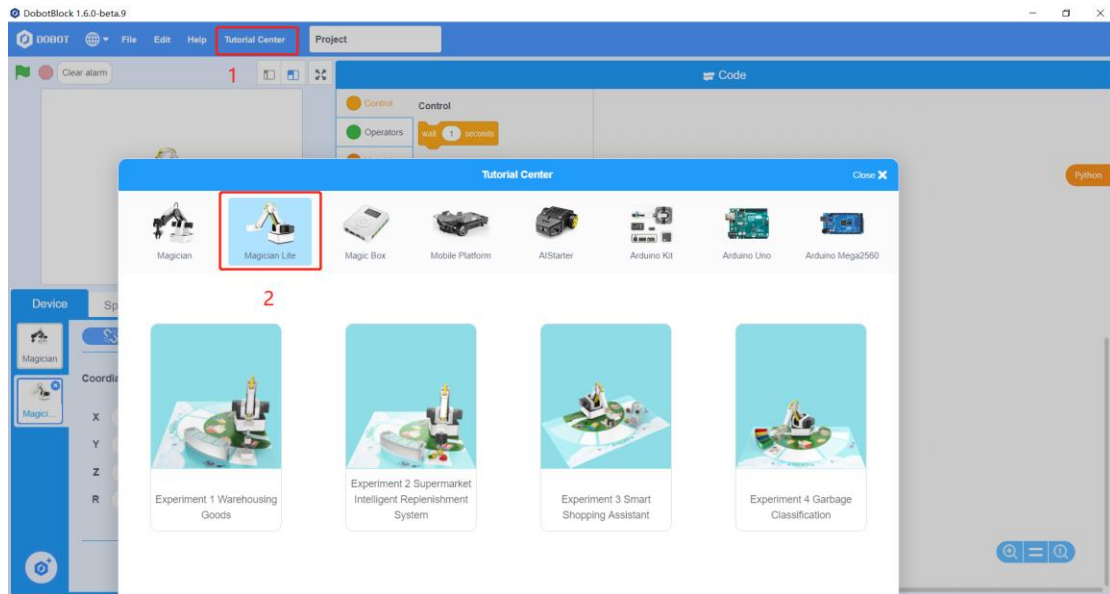 DobotBlock 1.6.0-beta.9
DOBOT File Edit Help Tutorial Center Project
Clear alarm
1
Code
Control
Operators
Control
wait 1 seconds
Python
Tutorial Center
Close
Magician
Magician Lite
Magic Box
Mobile Platform
AIStarter
Arduino Kit
Arduino Uno
Arduino Mega2560
2
Device
Sp
Magician
Magici...
Coordia
X
Y
Z
R
Experiment 1 Warehousing
Goods
Experiment 2 Supermarket
Intelligent Replenishment
System
Experiment 3 Smart
Shopping Assistant
Experiment 4 Garbage
Classification